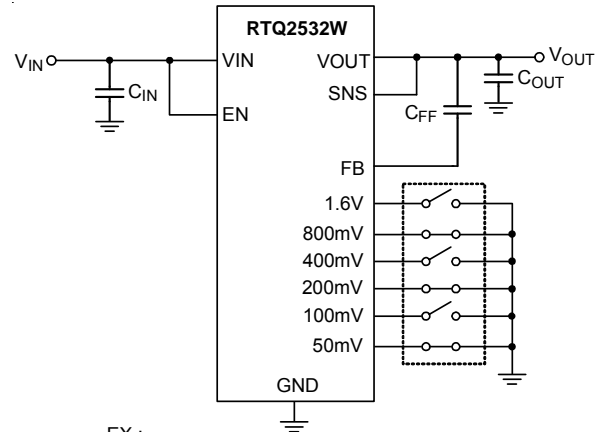 RTQ2532W
VIN
VIN
VOUT
VOUT
CIN
SNS
COUT
EN
CFF
FB
1.6V
800mV
400mV
200mV
100mV
50mV
GND
EX :